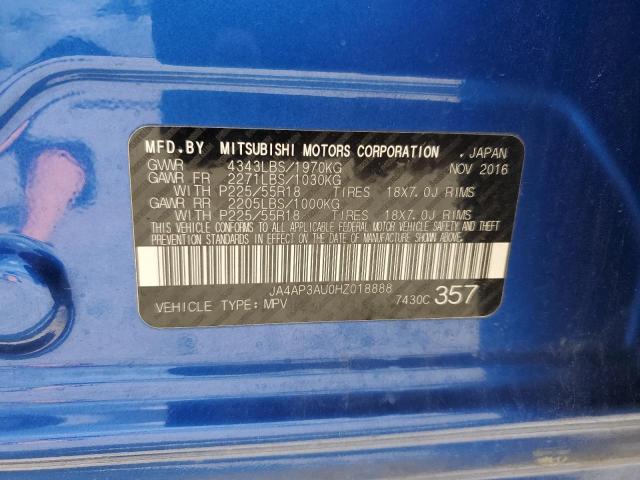 MFD.BY MITSUBISHI MOTORS CORPORATION , JAPAN
GVWR 4343LBS/1970KG NOV 2016
GAWR FR 2271LBS/1030KG
WITH P225/55R18 TIRES 18X7.0J RIMS
GAWR RR 2205LBS/1000KG
WITH P225/55R18 TIRES 18X7.0J RIMS
THIS VEHICLE CONFORMS TO ALL APPLICABLE FEDERAL MOTOR VEHICLE SAFETY AND THEFT
PREVENTION STANDARDS IN EFFECT ON THE DATE OF MANUFACTURE SHOWN ABOVE.
JA4AP3AU0HZ018888
VEHICLE TYPE: MPV 7430C 357